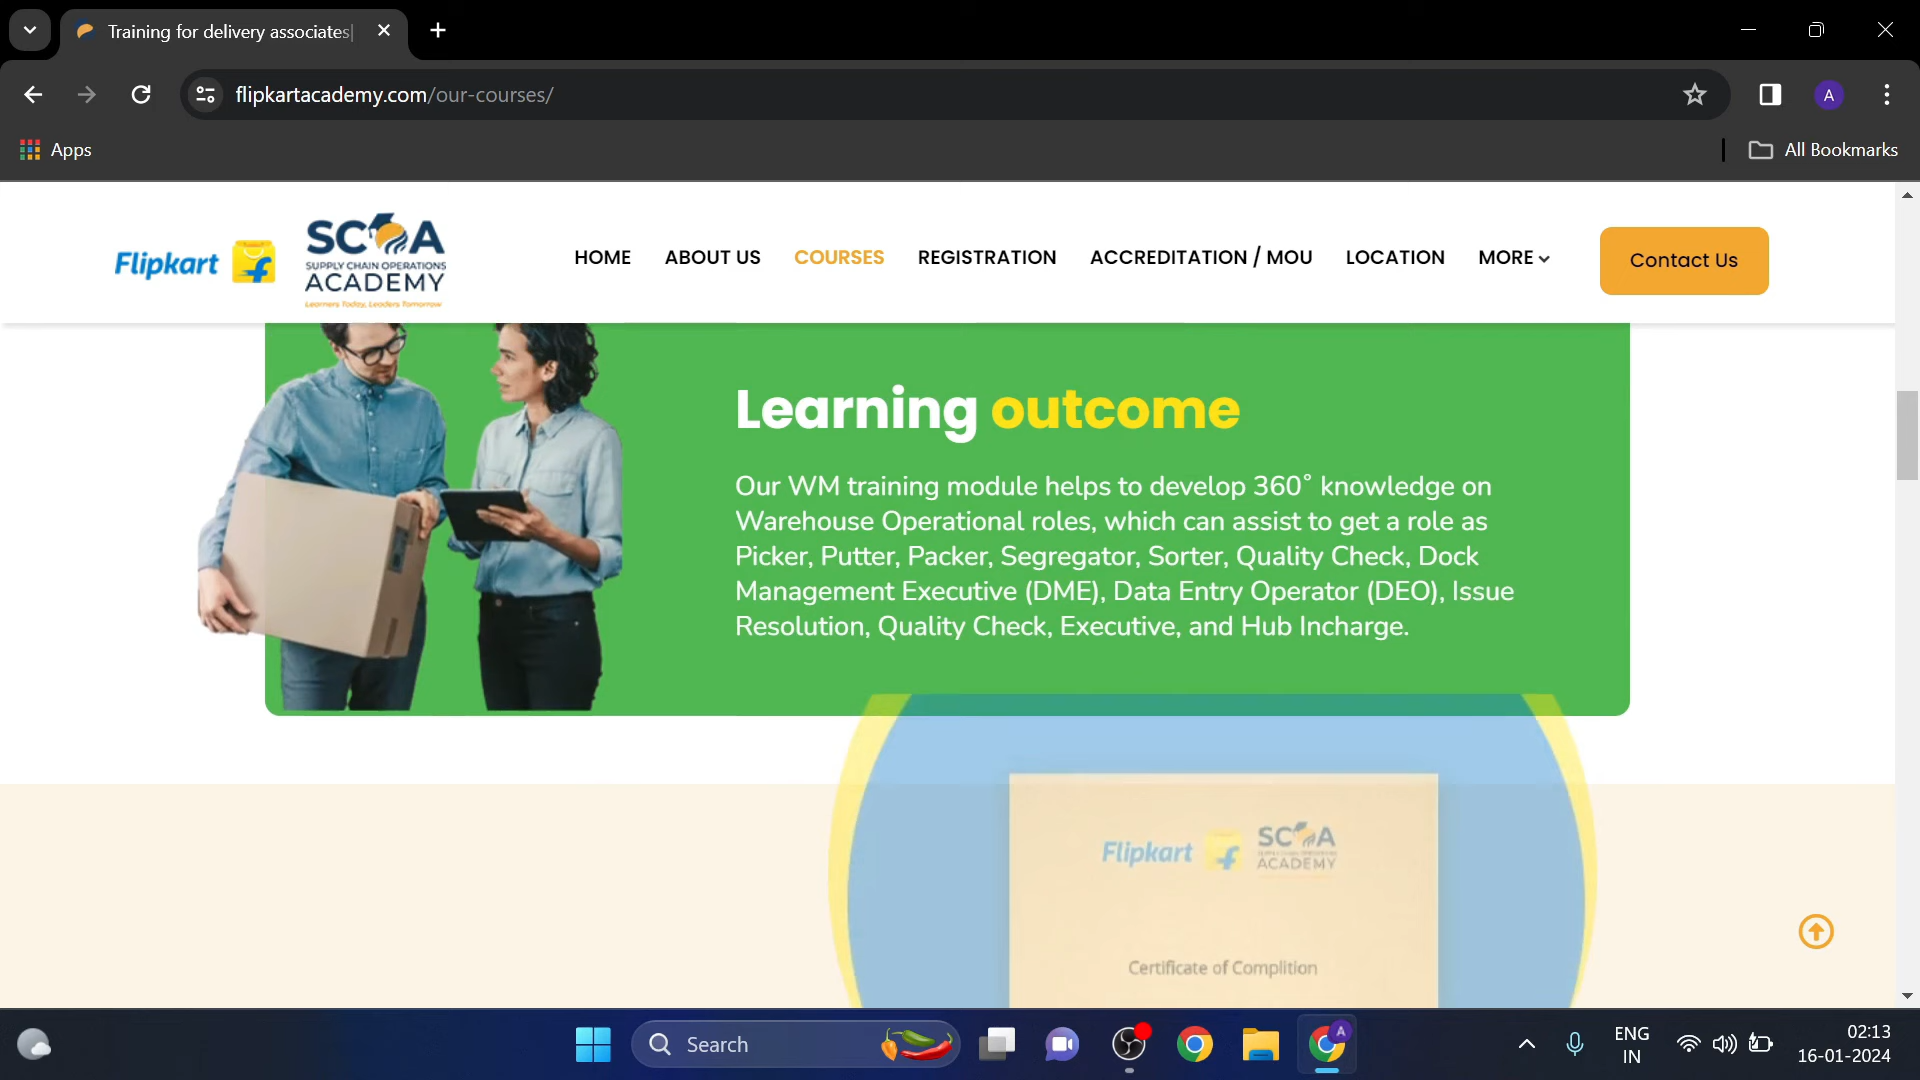 Training for delivery associates|
flipkartacademy.com/our-courses/
A
Apps
All Bookmarks
Flipkart
SCOA
SUPPLY CHAIN OPERATIONS
ACADEMY
Learners Today, Leaders Tomorrow
HOME
ABOUT US
COURSES
REGISTRATION
ACCREDITATION / MOU
LOCATION
MORE
Contact Us
Learning outcome
Our WM training module helps to develop 360° knowledge on
Warehouse Operational roles, which can assist to get a role as
Picker, Putter, Packer, Segregator, Sorter, Quality Check, Dock
Management Executive (DME), Data Entry Operator (DEO), Issue
Resolution, Quality Check, Executive, and Hub Incharge.
Flipkart
SCOA
ACADEMY
Certificate of Complition
Search
A
ENG
IN
02:13
16-01-2024